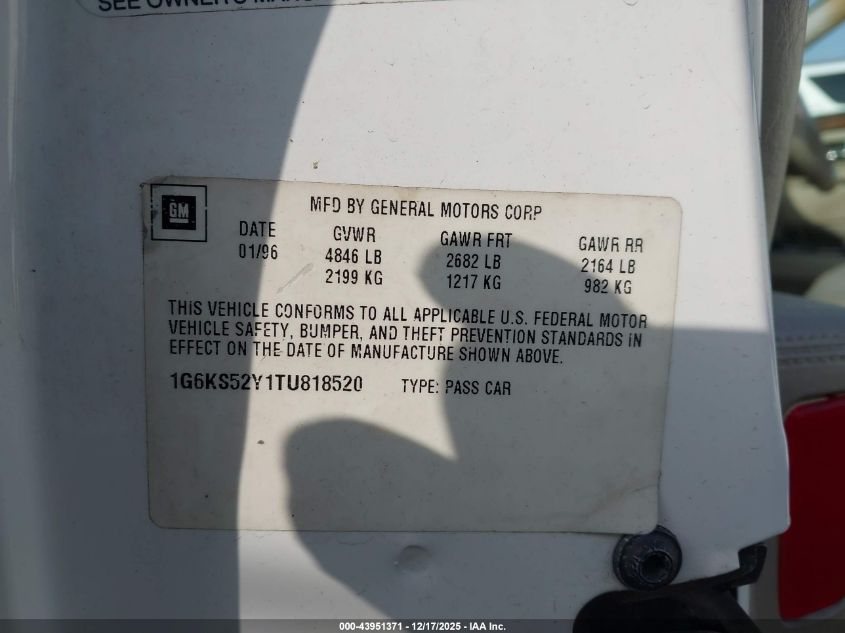 SEE OWNER'S
GM
MFD BY GENERAL MOTORS CORP
DATE GVWR GAWR FRT GAWR RR
01/96 4846 LB 2682 LB 2164 LB
2199 KG 1217 KG 982 KG
THIS VEHICLE CONFORMS TO ALL APPLICABLE U.S. FEDERAL MOTOR
VEHICLE SAFETY, BUMPER, AND THEFT PREVENTION STANDARDS IN
EFFECT ON THE DATE OF MANUFACTURE SHOWN ABOVE.
1G6KS52Y1TU818520 TYPE: PASS CAR
000-43951371 - 12/17/2025 - IAA Inc.